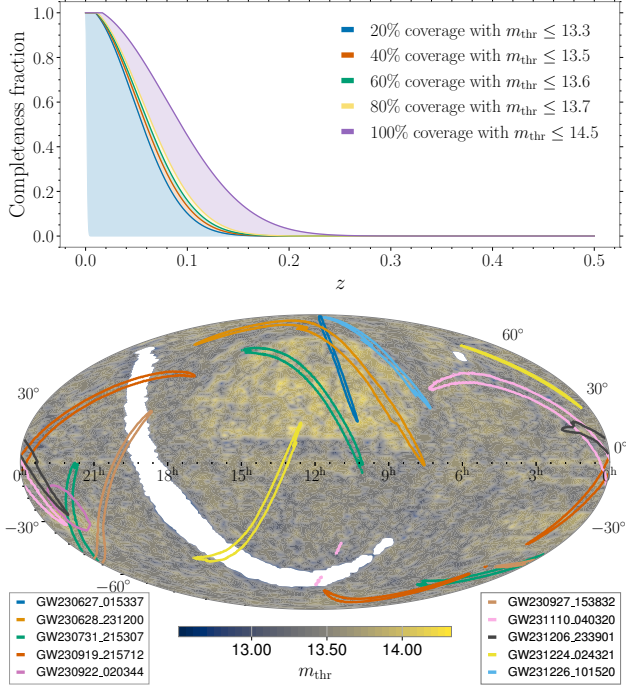 Completeness fraction
1.0
0.8
0.6
0.4
0.2
0.0
20% coverage with m_thr ≤ 13.3
40% coverage with m_thr ≤ 13.5
60% coverage with m_thr ≤ 13.6
80% coverage with m_thr ≤ 13.7
100% coverage with m_thr ≤ 14.5
0.0 0.1 0.2 0.3 0.4 0.5
z
60°
30° 30°
0°
0h 21h 18h 15h 12h 9h 6h 3h 0h
−30° −30°
−60° −60°
GW230627_015337
GW230628_231200
GW230731_215307
GW230919_215712
GW230922_020344
13.00 13.50 14.00
m_thr
GW230927_153832
GW231110_040320
GW231206_233901
GW231224_024321
GW231226_101520